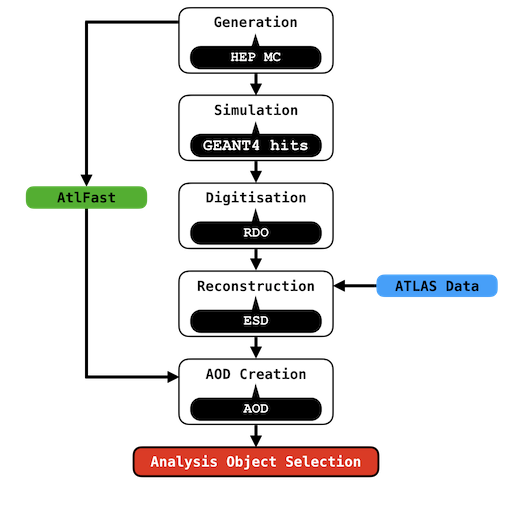 Generation
HEP MC
Simulation
GEANT4 hits
Digitisation
AtlFast
RDO
Reconstruction
ATLAS Data
ESD
AOD Creation
AOD
Analysis Object Selection